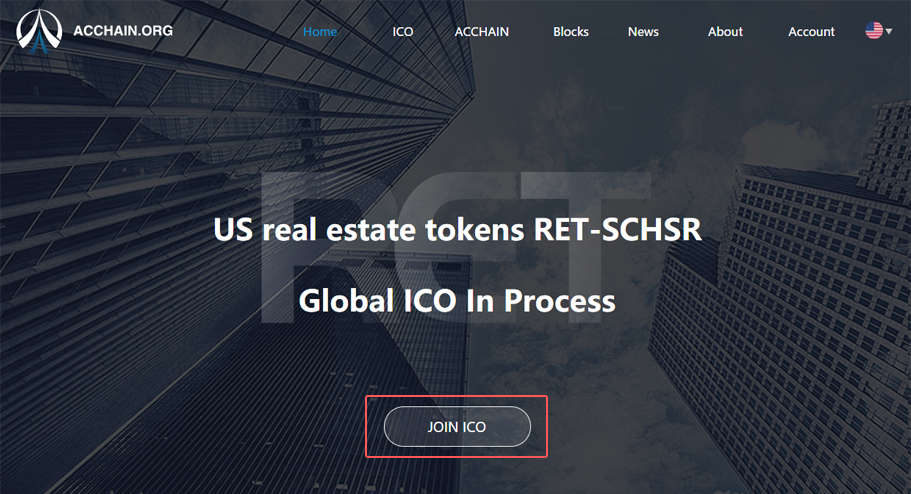 ACCHAIN.ORG
Home ICO ACCHAIN Blocks News About Account
RET
US real estate tokens RET-SCHSR
Global ICO In Process
JOIN ICO